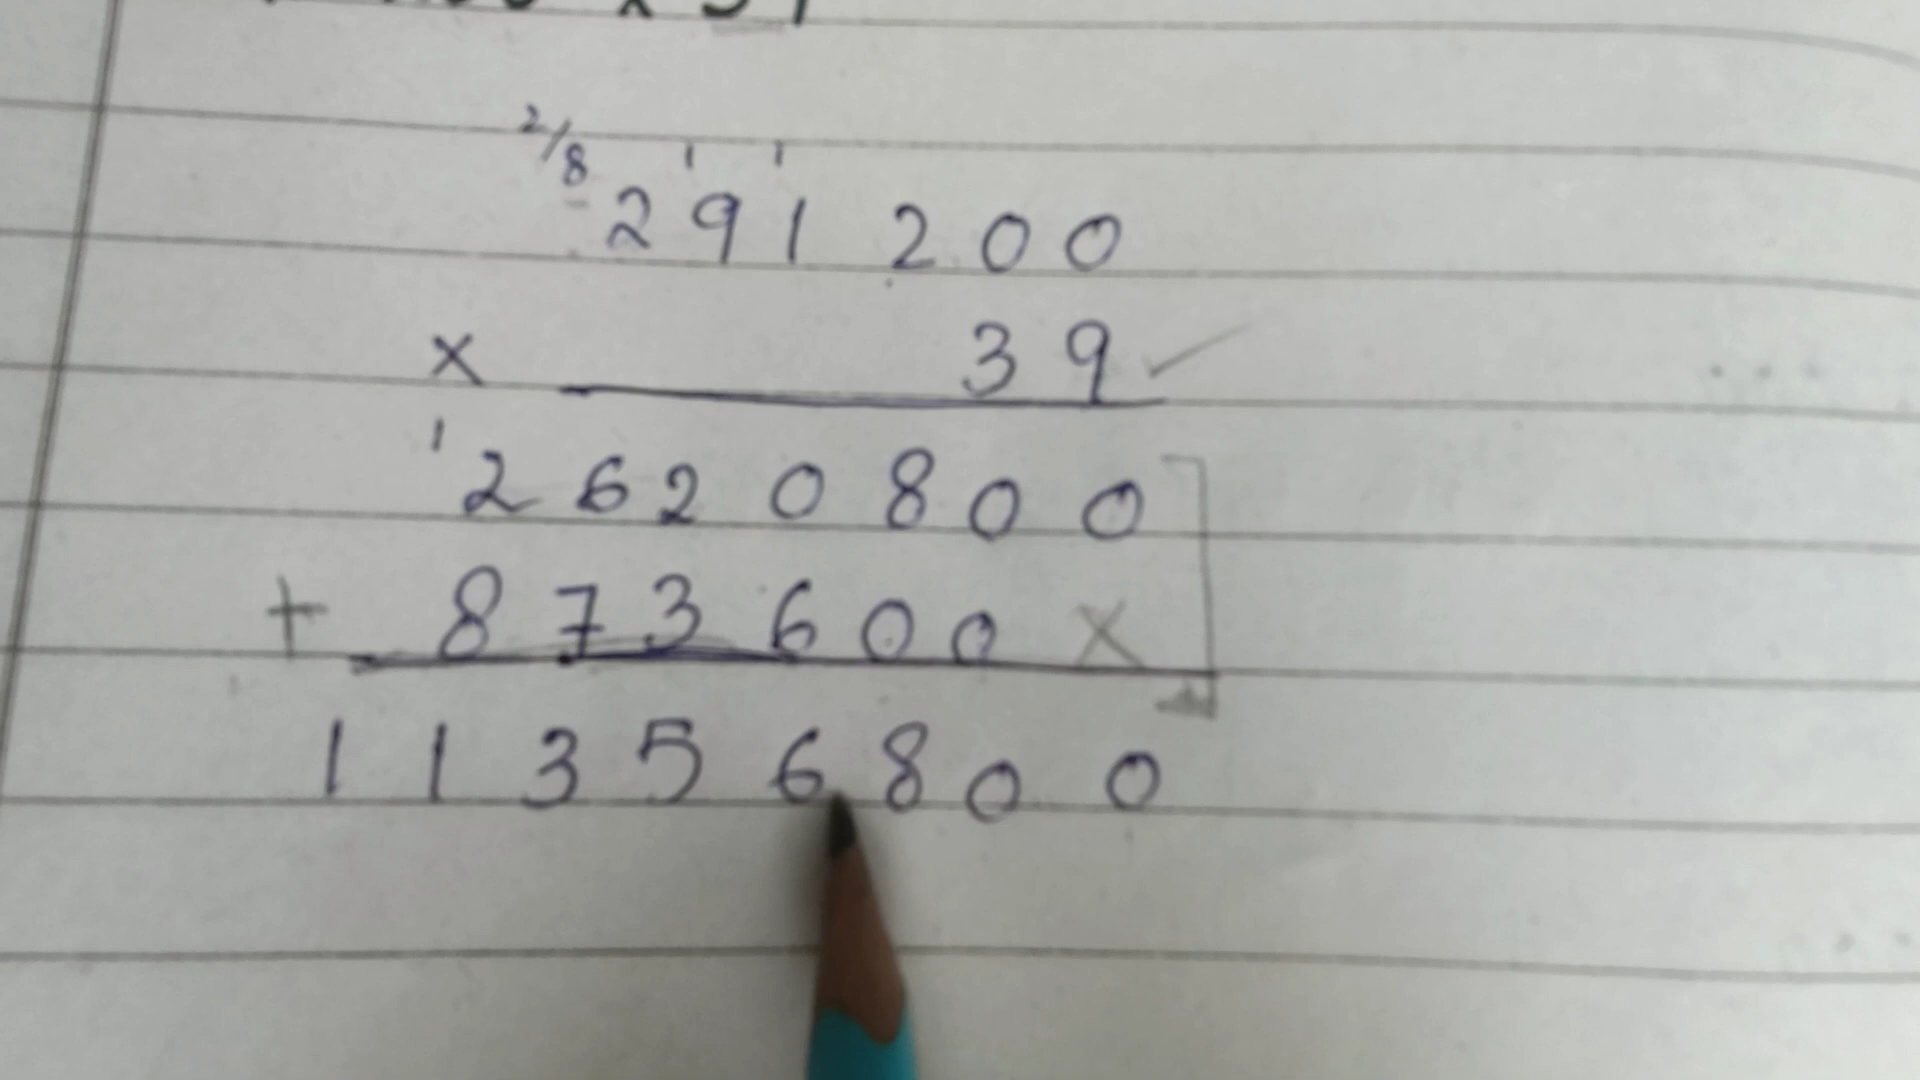 2/8 1 1
291200
× 39 ✓
1
2620800
+ 873600×
11356800